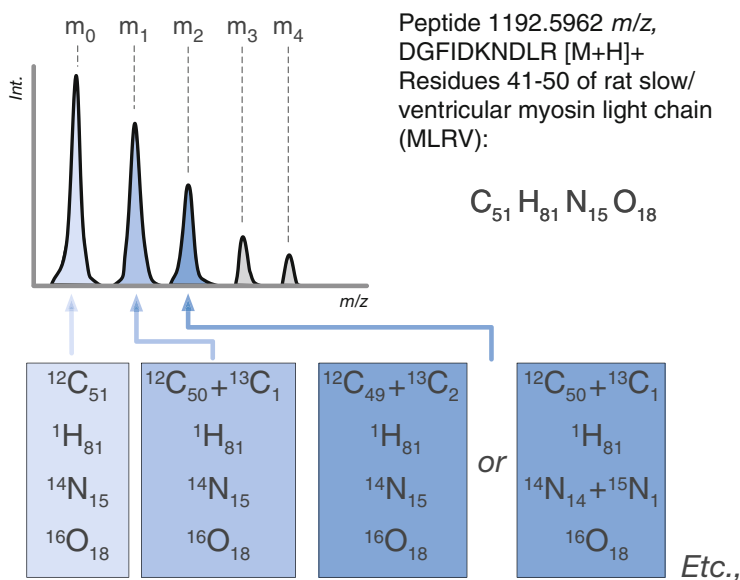 m₀ m₁ m₂ m₃ m₄
Int.
m/z
Peptide 1192.5962 m/z,
DGFIDKNDLR [M+H]+
Residues 41-50 of rat slow/
ventricular myosin light chain
(MLRV):
C₅₁ H₈₁ N₁₅ O₁₈
¹²C₅₁
¹H₈₁
¹⁴N₁₅
¹⁶O₁₈
¹²C₅₀+¹³C₁
¹H₈₁
¹⁴N₁₅
¹⁶O₁₈
¹²C₄₉+¹³C₂
¹H₈₁
¹⁴N₁₅
¹⁶O₁₈
or
¹²C₅₀+¹³C₁
¹H₈₁
¹⁴N₁₄+¹⁵N₁
¹⁶O₁₈
Etc.,